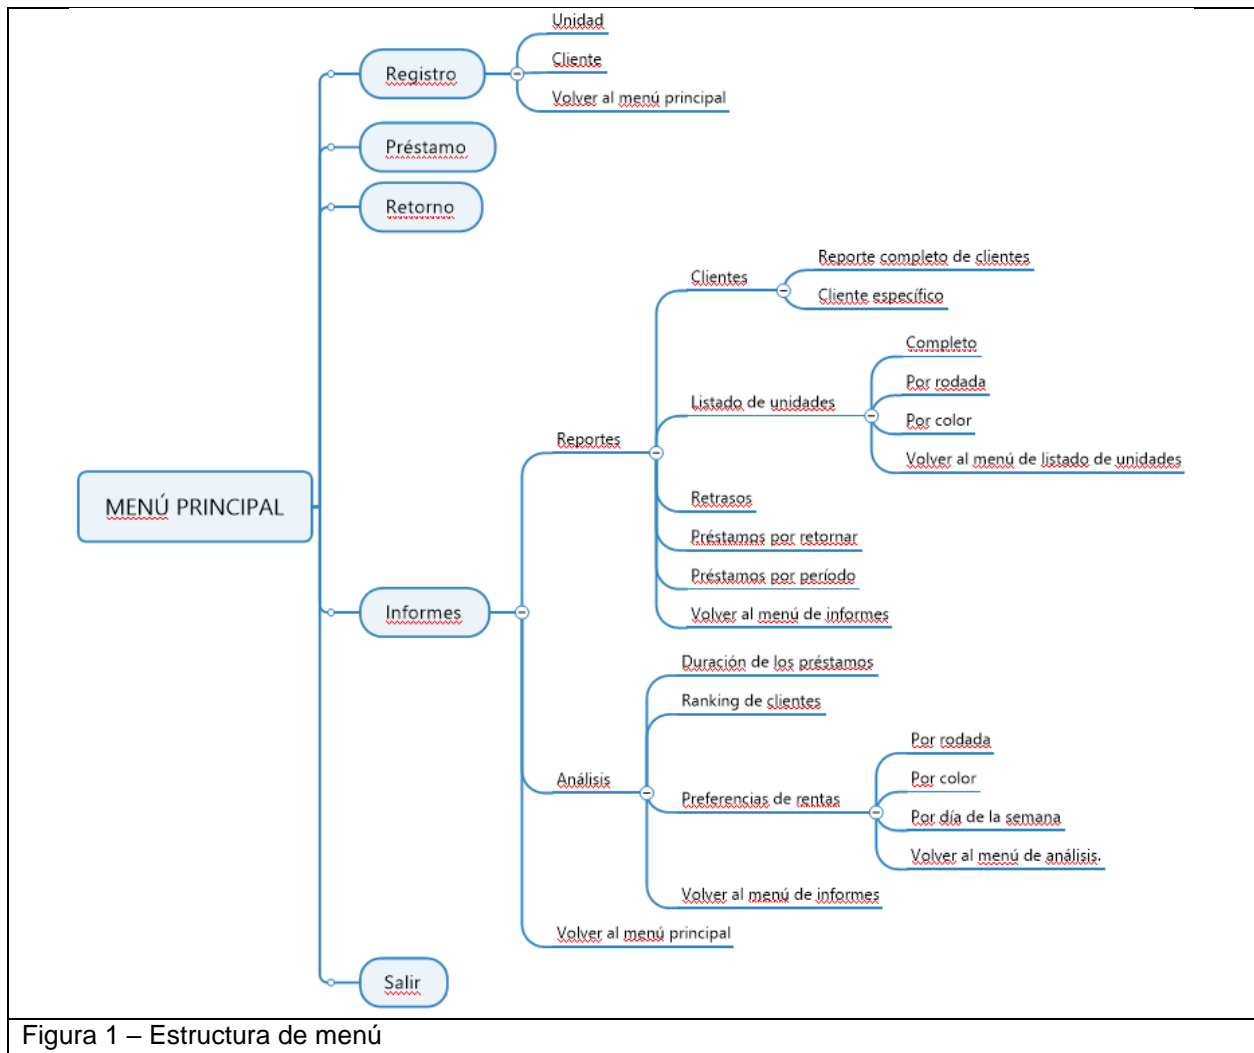 MENÚ PRINCIPAL
Registro
Unidad
Cliente
Volver al menú principal
Préstamo
Retorno
Informes
Reportes
Clientes
Reporte completo de clientes
Cliente específico
Listado de unidades
Completo
Por rodada
Por color
Volver al menú de listado de unidades
Retrasos
Préstamos por retornar
Préstamos por período
Volver al menú de informes
Análisis
Duración de los préstamos
Ranking de clientes
Preferencias de rentas
Por rodada
Por color
Por día de la semana
Volver al menú de análisis.
Volver al menú de informes
Volver al menú principal
Salir
Figura 1 – Estructura de menú